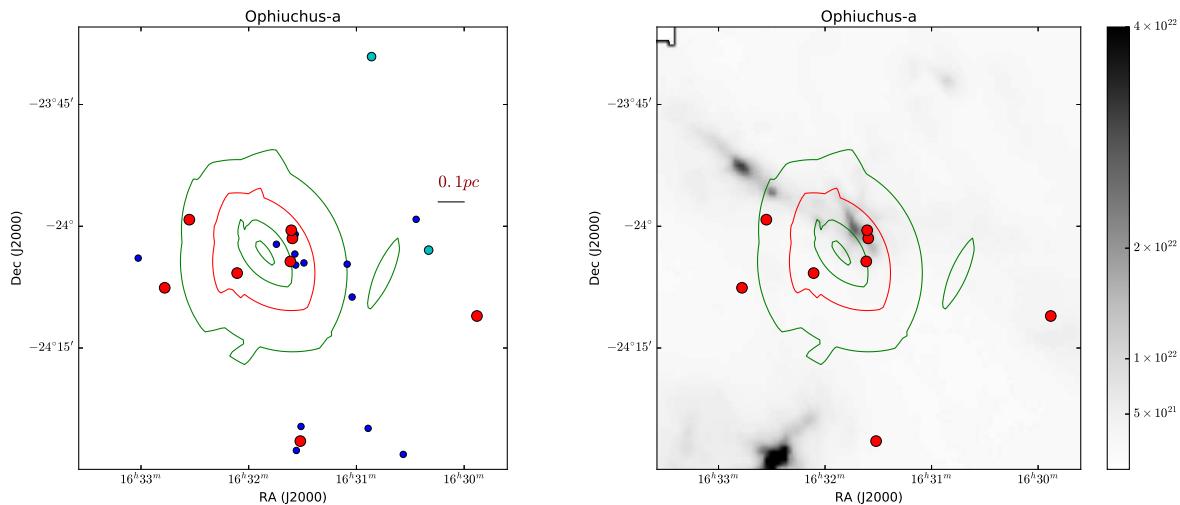 Ophiuchus-a
−23°45′
−24°
−24°15′
Dec (J2000)
0.1pc
16ʰ33ᵐ
16ʰ32ᵐ
16ʰ31ᵐ
16ʰ30ᵐ
RA (J2000)
Ophiuchus-a
−23°45′
−24°
−24°15′
Dec (J2000)
16ʰ33ᵐ
16ʰ32ᵐ
16ʰ31ᵐ
16ʰ30ᵐ
RA (J2000)
4 × 10²²
2 × 10²²
1 × 10²²
5 × 10²¹